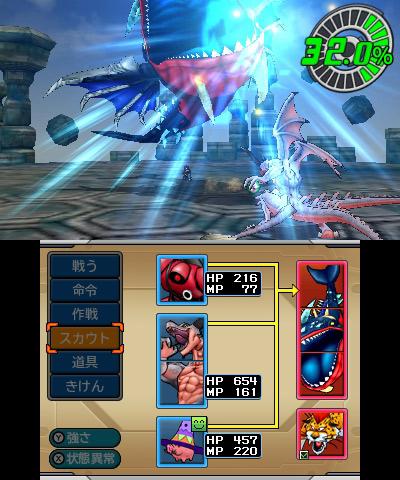 32.0%
戦う
命令
作戦
スカウト
道具
きけん
Y 強さ
X 状態異常
HP 216
MP 77
HP 654
MP 161
HP 457
MP 220